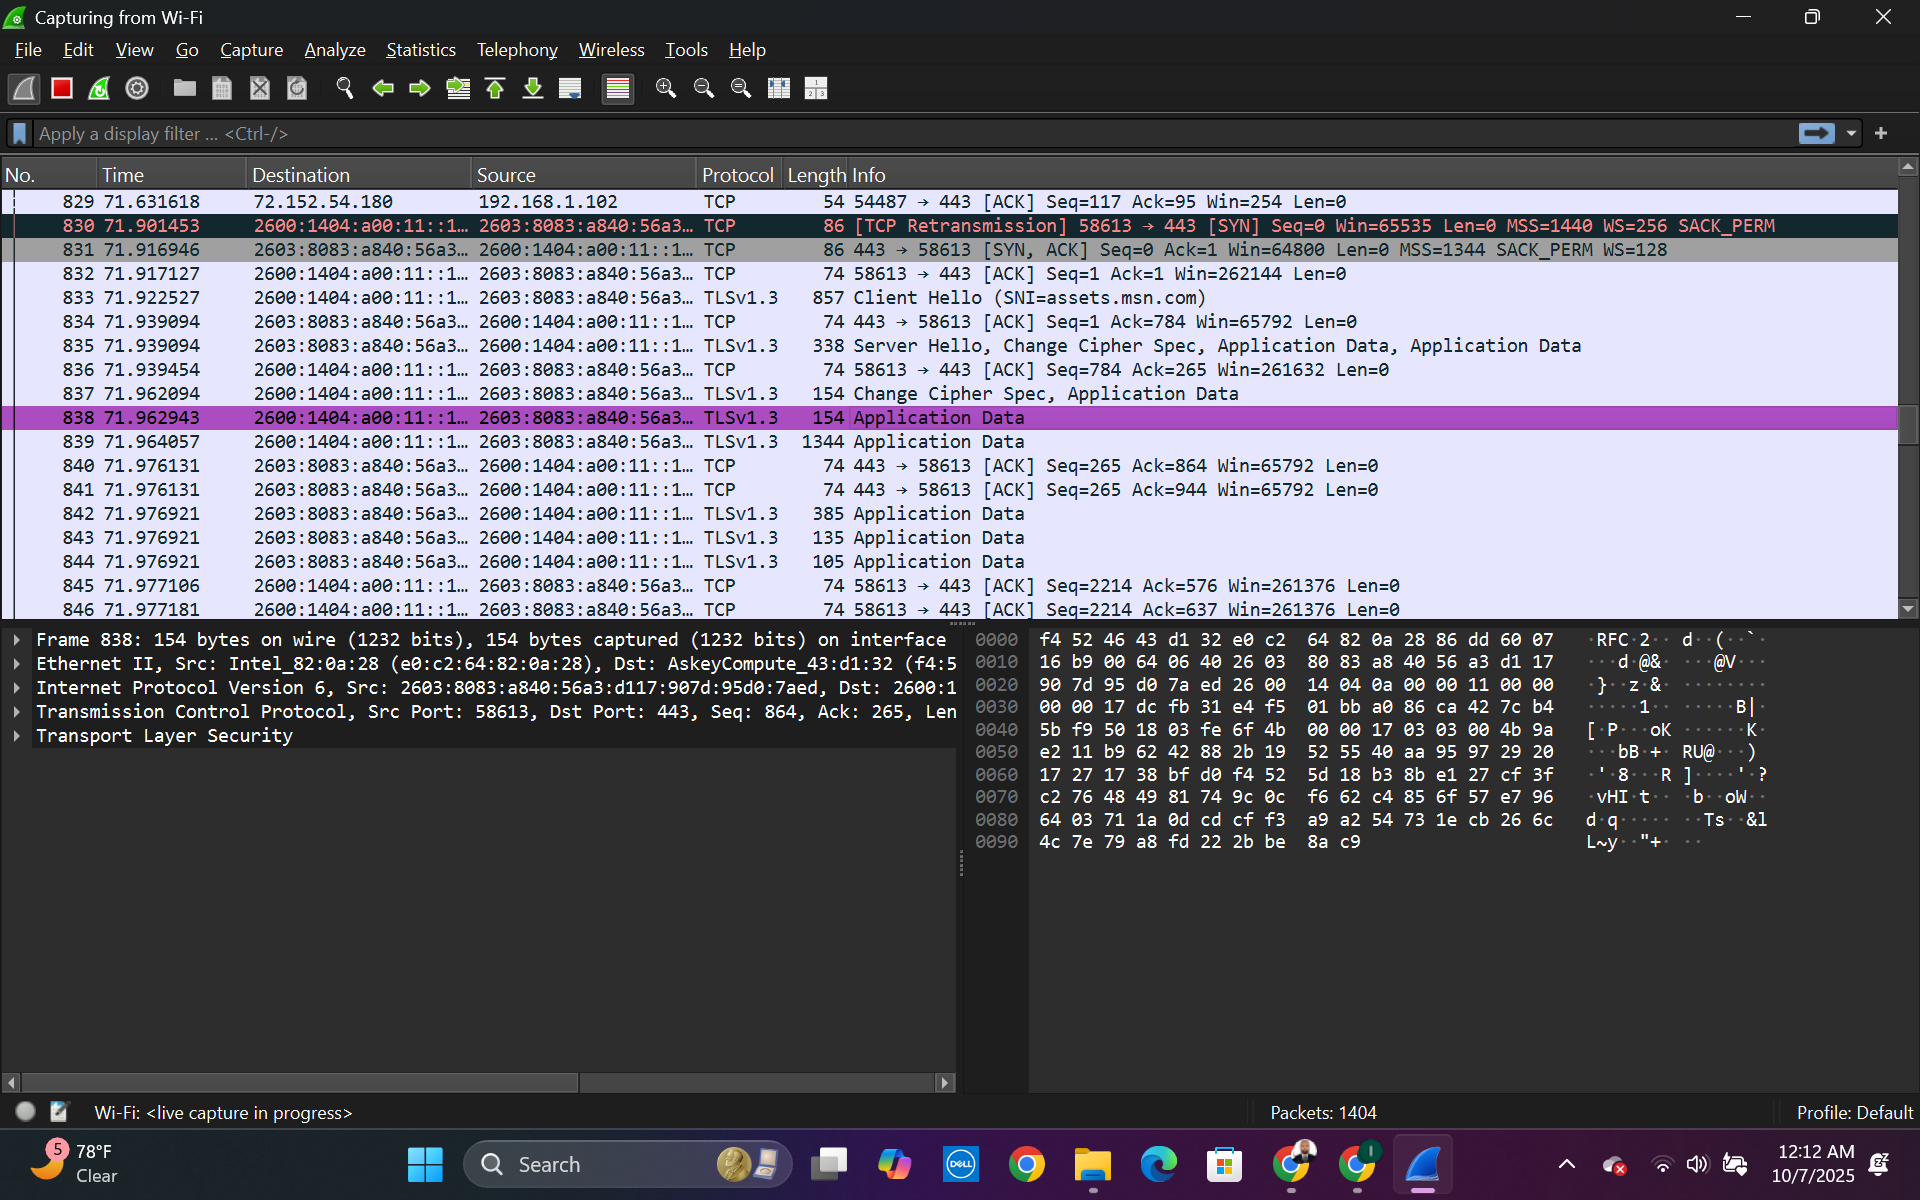 Capturing from Wi-Fi
File Edit View Go Capture Analyze Statistics Telephony Wireless Tools Help
Apply a display filter ... <Ctrl-/>
No. Time Destination Source Protocol Length Info
829 71.631618 72.152.54.180 192.168.1.102 TCP 54 54487 → 443 [ACK] Seq=117 Ack=95 Win=254 Len=0
830 71.901453 2600:1404:a00:11::1… 2603:8083:a840:56a3… TCP 86 [TCP Retransmission] 58613 → 443 [SYN] Seq=0 Win=65535 Len=0 MSS=1440 WS=256 SACK_PERM
831 71.916946 2603:8083:a840:56a3… 2600:1404:a00:11::1… TCP 86 443 → 58613 [SYN, ACK] Seq=0 Ack=1 Win=64800 Len=0 MSS=1344 SACK_PERM WS=128
832 71.917127 2600:1404:a00:11::1… 2603:8083:a840:56a3… TCP 74 58613 → 443 [ACK] Seq=1 Ack=1 Win=262144 Len=0
833 71.922527 2600:1404:a00:11::1… 2603:8083:a840:56a3… TLSv1.3 857 Client Hello (SNI=assets.msn.com)
834 71.939094 2603:8083:a840:56a3… 2600:1404:a00:11::1… TCP 74 443 → 58613 [ACK] Seq=1 Ack=784 Win=65792 Len=0
835 71.939094 2603:8083:a840:56a3… 2600:1404:a00:11::1… TLSv1.3 338 Server Hello, Change Cipher Spec, Application Data, Application Data
836 71.939454 2600:1404:a00:11::1… 2603:8083:a840:56a3… TCP 74 58613 → 443 [ACK] Seq=784 Ack=265 Win=261632 Len=0
837 71.962094 2600:1404:a00:11::1… 2603:8083:a840:56a3… TLSv1.3 154 Change Cipher Spec, Application Data
838 71.962943 2600:1404:a00:11::1… 2603:8083:a840:56a3… TLSv1.3 154 Application Data
839 71.964057 2600:1404:a00:11::1… 2603:8083:a840:56a3… TLSv1.3 1344 Application Data
840 71.976131 2603:8083:a840:56a3… 2600:1404:a00:11::1… TCP 74 443 → 58613 [ACK] Seq=265 Ack=864 Win=65792 Len=0
841 71.976131 2603:8083:a840:56a3… 2600:1404:a00:11::1… TCP 74 443 → 58613 [ACK] Seq=265 Ack=944 Win=65792 Len=0
842 71.976921 2603:8083:a840:56a3… 2600:1404:a00:11::1… TLSv1.3 385 Application Data
843 71.976921 2603:8083:a840:56a3… 2600:1404:a00:11::1… TLSv1.3 135 Application Data
844 71.976921 2603:8083:a840:56a3… 2600:1404:a00:11::1… TLSv1.3 105 Application Data
845 71.977106 2600:1404:a00:11::1… 2603:8083:a840:56a3… TCP 74 58613 → 443 [ACK] Seq=2214 Ack=576 Win=261376 Len=0
846 71.977181 2600:1404:a00:11::1… 2603:8083:a840:56a3… TCP 74 58613 → 443 [ACK] Seq=2214 Ack=637 Win=261376 Len=0
Frame 838: 154 bytes on wire (1232 bits), 154 bytes captured (1232 bits) on interface
Ethernet II, Src: Intel_82:0a:28 (e0:c2:64:82:0a:28), Dst: AskeyCompute_43:d1:32 (f4:5
Internet Protocol Version 6, Src: 2603:8083:a840:56a3:d117:907d:95d0:7aed, Dst: 2600:1
Transmission Control Protocol, Src Port: 58613, Dst Port: 443, Seq: 864, Ack: 265, Len
Transport Layer Security
0000 f4 52 46 43 d1 32 e0 c2 64 82 0a 28 86 dd 60 07 ·RFC·2·· d··(··`·
0010 16 b9 00 64 06 40 26 03 80 83 a8 40 56 a3 d1 17 ···d·@&· ···@V···
0020 90 7d 95 d0 7a ed 26 00 14 04 0a 00 00 11 00 00 ·}··z·&· ········
0030 00 00 17 dc fb 31 e4 f5 01 bb a0 86 ca 42 7c b4 ·····1·· ·····B|·
0040 5b f9 50 18 03 fe 6f 4b 00 00 17 03 03 00 4b 9a [·P···oK ······K·
0050 e2 11 b9 62 42 88 2b 19 52 55 40 aa 95 97 29 20 ···bB·+· RU@···)
0060 17 27 17 38 bf d0 f4 52 5d 18 b3 8b e1 27 cf 3f ·'·8···R ]····'·?
0070 c2 76 48 49 81 74 9c 0c f6 62 c4 85 6f 57 e7 96 ·vHI·t·· ·b··oW··
0080 64 03 71 1a 0d cd cf f3 a9 a2 54 73 1e cb 26 6c d·q····· ··Ts··&l
0090 4c 7e 79 a8 fd 22 2b be 8a c9 L~y··"+· ··
Wi-Fi: <live capture in progress>
Packets: 1404
Profile: Default
5
78°F
Clear
Search
DELL
12:12 AM
10/7/2025